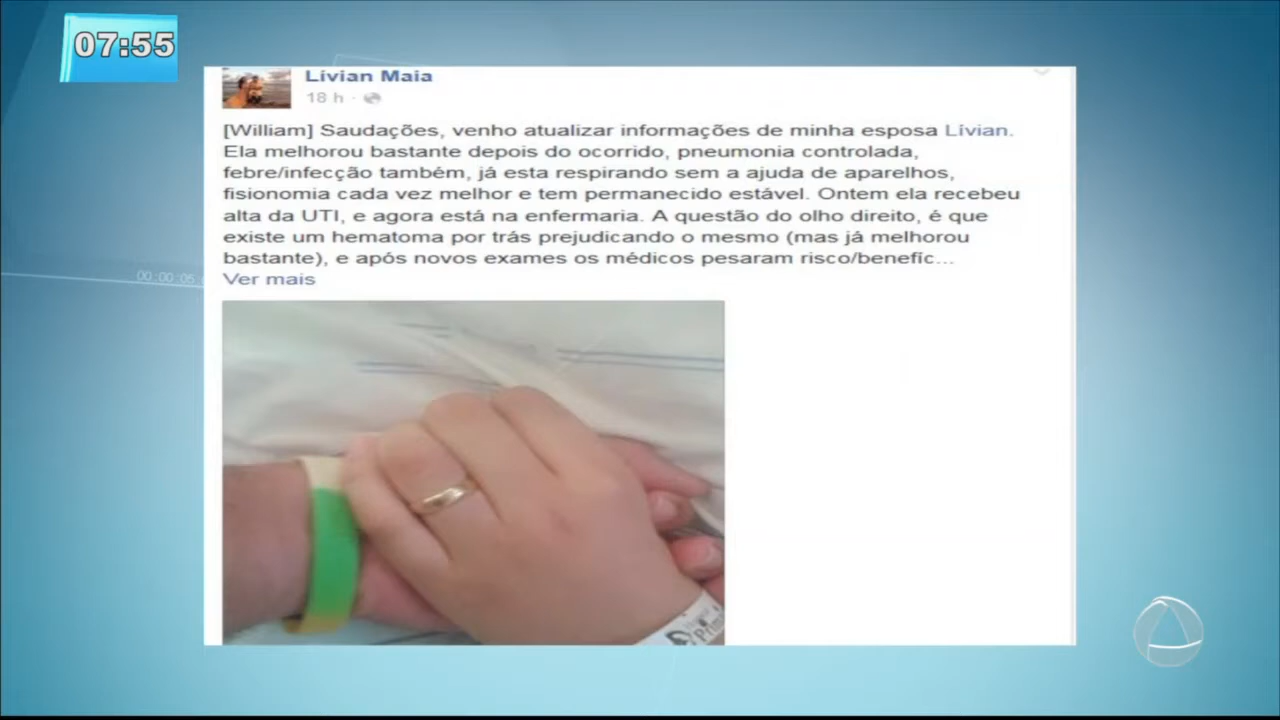 07:55
Lívian Maia
18 h ·
[William] Saudações, venho atualizar informações de minha esposa Lívian.
Ela melhorou bastante depois do ocorrido, pneumonia controlada,
febre/infecção também, já esta respirando sem a ajuda de aparelhos,
fisionomia cada vez melhor e tem permanecido estável. Ontem ela recebeu
alta da UTI, e agora está na enfermaria. A questão do olho direito, é que
existe um hematoma por trás prejudicando o mesmo (mas já melhorou
bastante), e após novos exames os médicos pesaram risco/benefic...
Ver mais